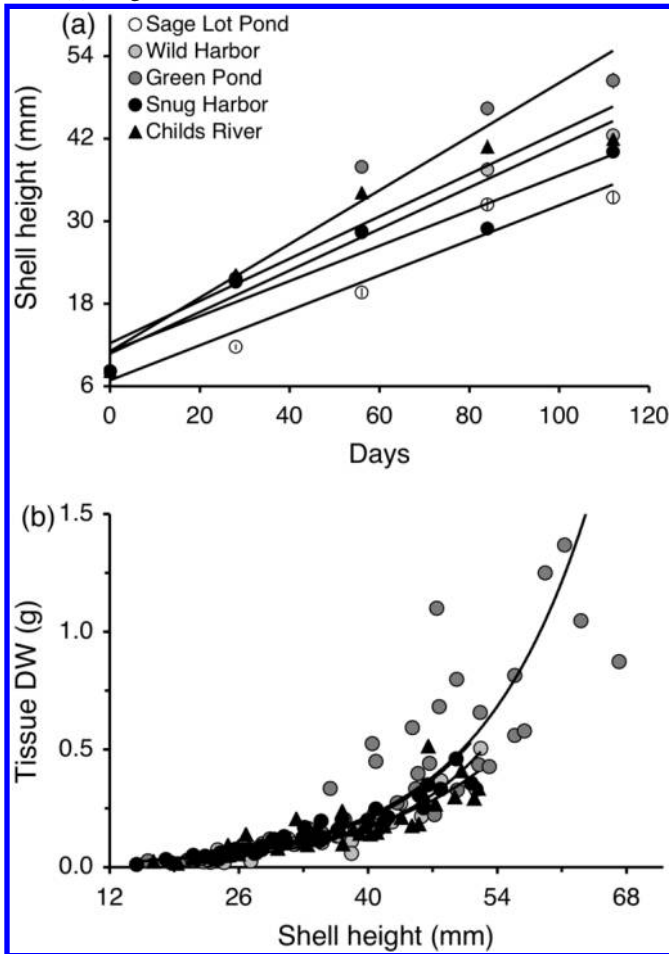 (a)
Sage Lot Pond
Wild Harbor
Green Pond
Snug Harbor
Childs River
Shell height (mm)
54
42
30
18
6
0 20 40 60 80 100 120
Days
(b)
Tissue DW (g)
1.5
1.0
0.5
0.0
12 26 40 54 68
Shell height (mm)